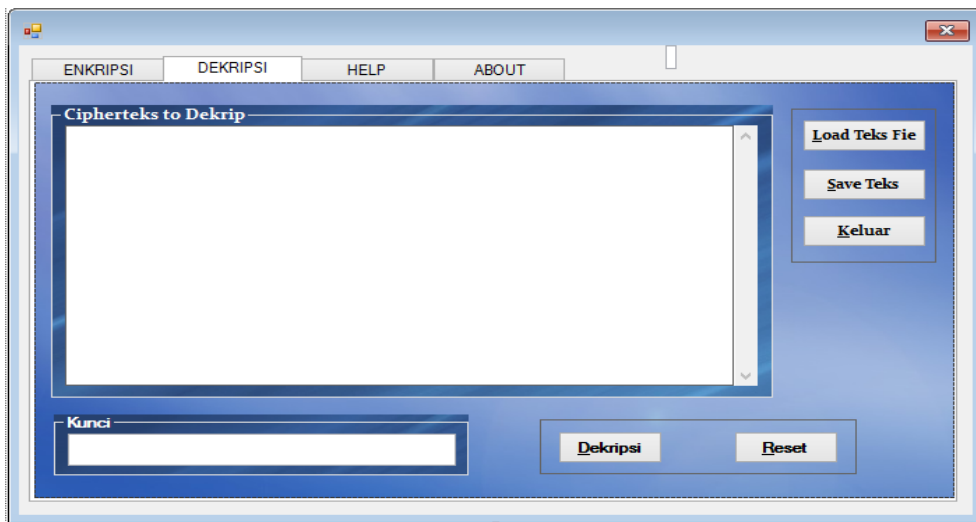 ENKRIPSI DEKRIPSI HELP ABOUT
Cipherteks to Dekrip
Load Teks Fie
Save Teks
Keluar
Kunci
Dekripsi Reset